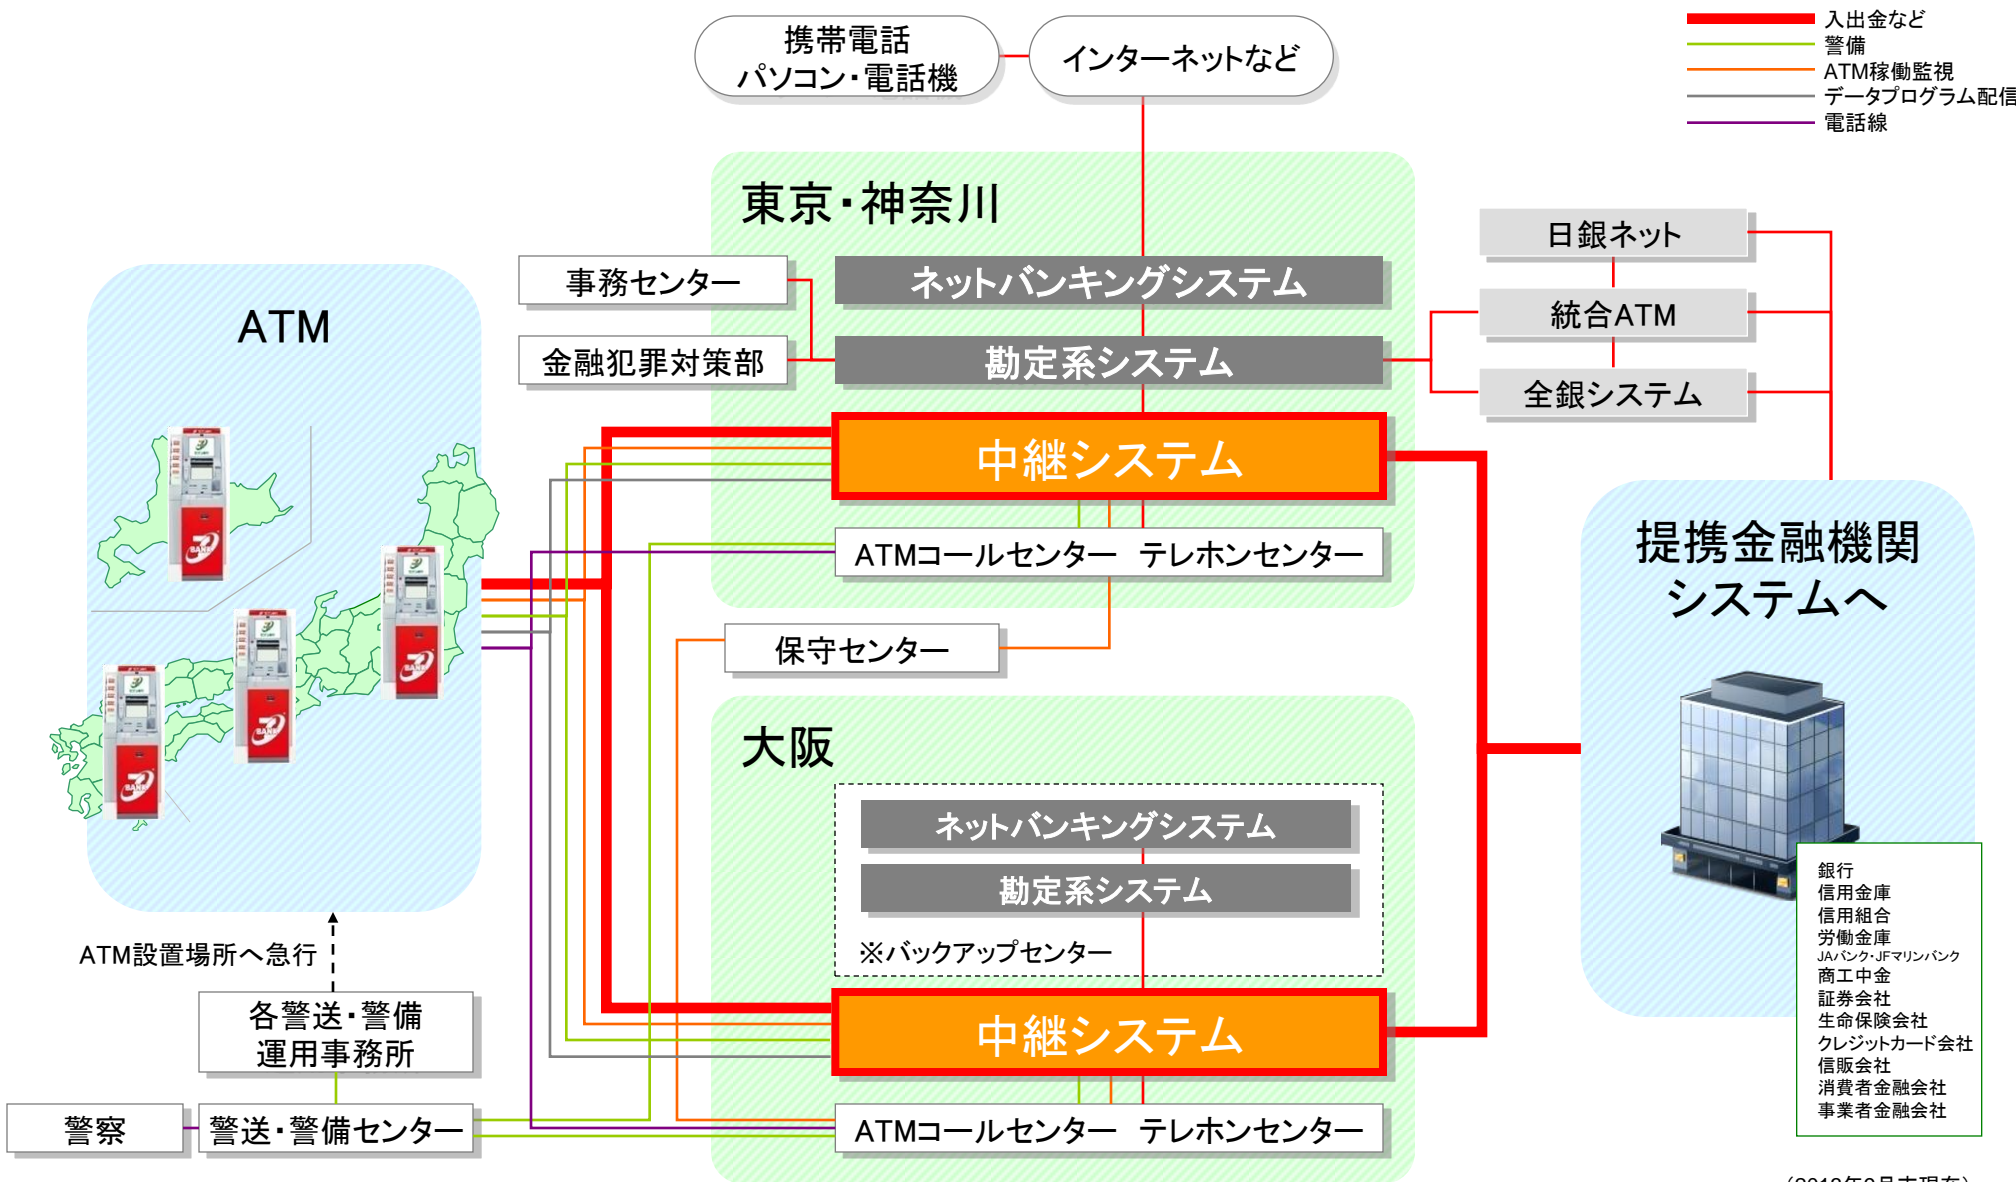 入出金など
警備
ATM稼働監視
データプログラム配信
電話線
携帯電話
パソコン・電話機
インターネットなど
東京・神奈川
事務センター
金融犯罪対策部
ネットバンキングシステム
勘定系システム
中継システム
ATMコールセンター テレホンセンター
日銀ネット
統合ATM
全銀システム
ATM
保守センター
大阪
ネットバンキングシステム
勘定系システム
※バックアップセンター
中継システム
ATMコールセンター テレホンセンター
提携金融機関
システムへ
銀行
信用金庫
信用組合
労働金庫
JAバンク・JFマリンバンク
商工中金
証券会社
生命保険会社
クレジットカード会社
信販会社
消費者金融会社
事業者金融会社
ATM設置場所へ急行
各警送・警備
運用事務所
警察
警送・警備センター